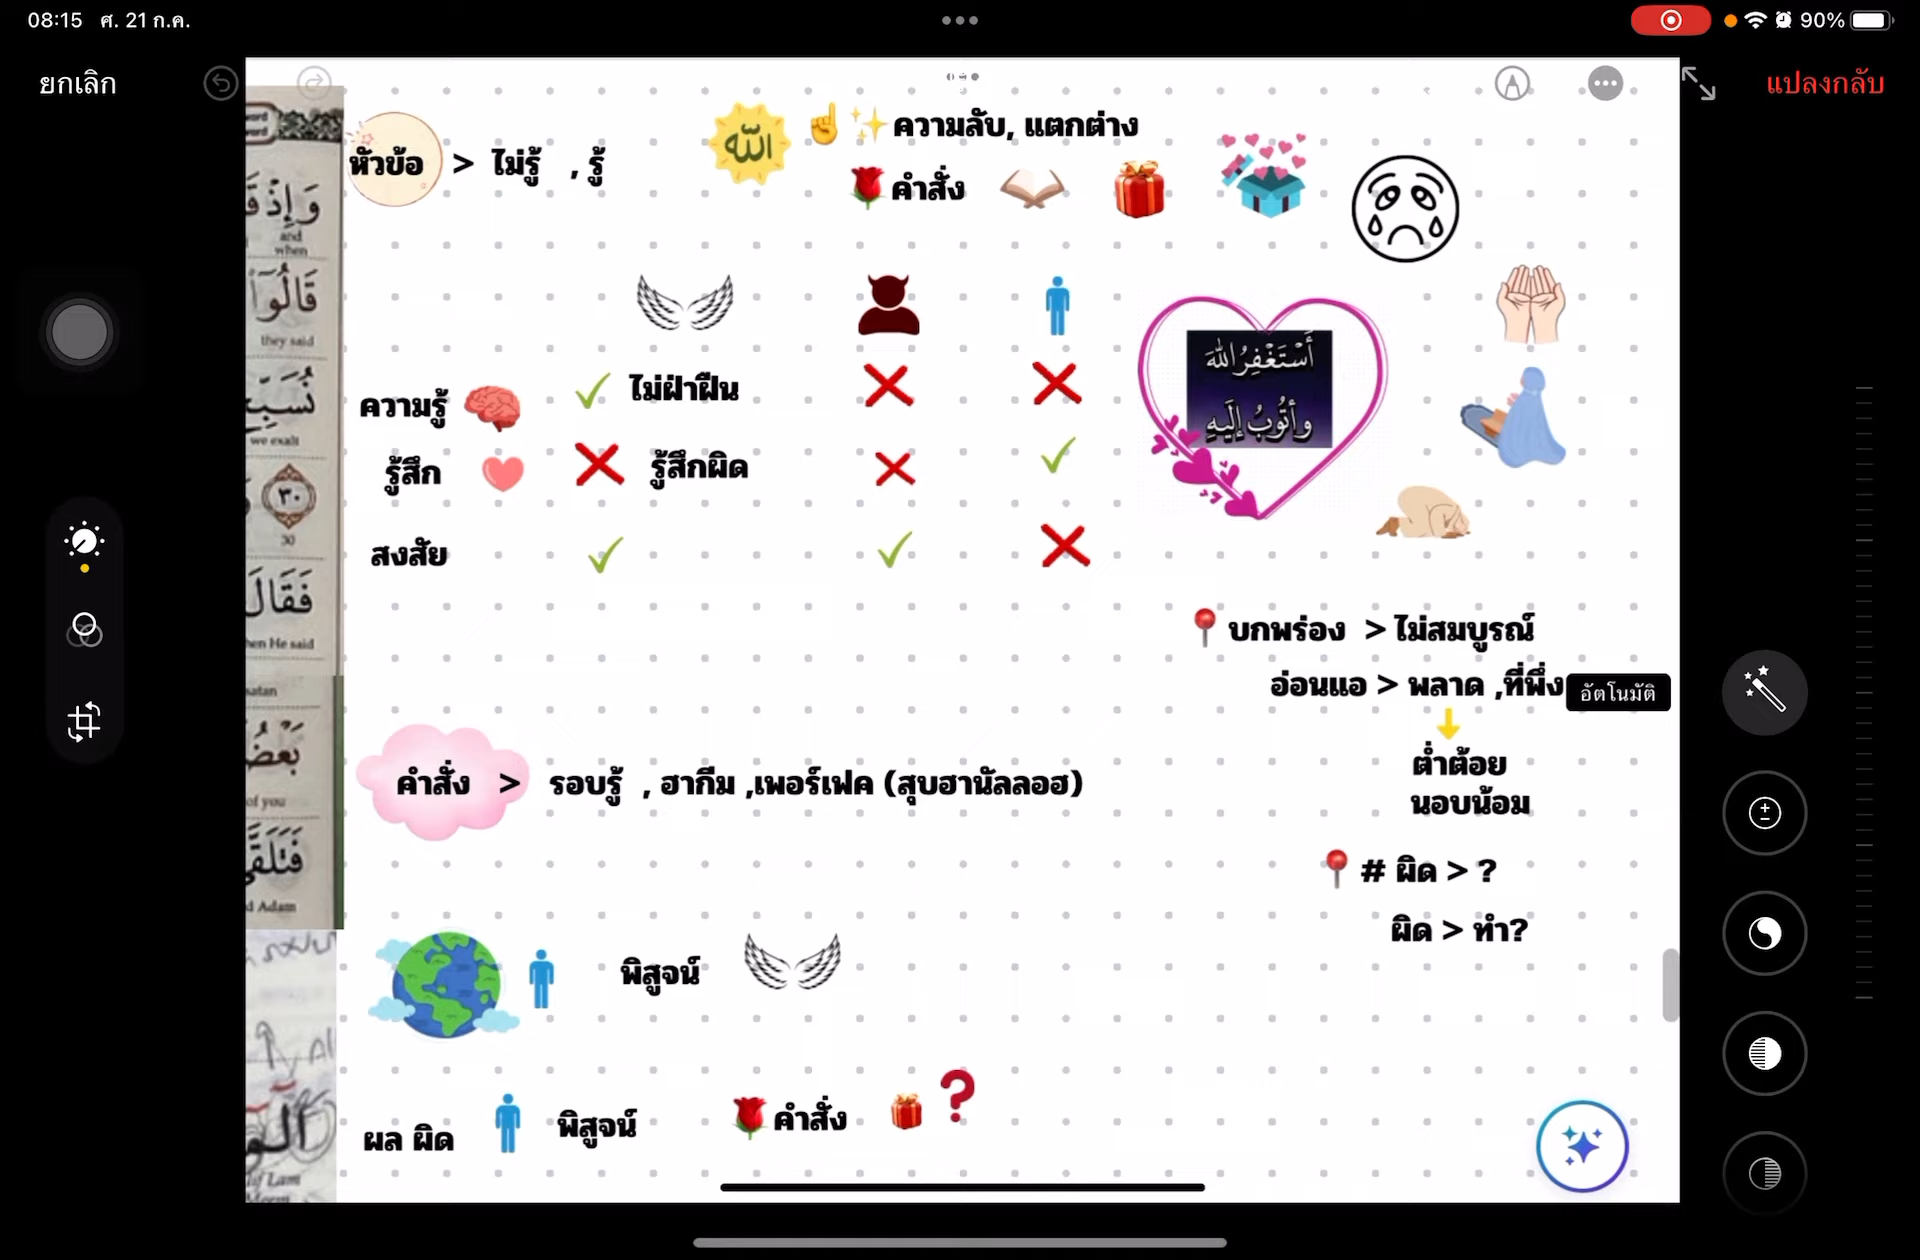 08:15 ศ. 21 ก.ค.
90%
ยกเลิก
แปลงกลับ
หัวข้อ > ไม่รู้ , รู้
الله
ความลับ, แตกต่าง
คำสั่ง
and
when
قَالُوا
they said
we exalt
٣٠
30
فَقَالَ
hen He said
satan
of you
d Adam
أَسْتَغْفِرُ اللهَ
وَأَتُوبُ إِلَيْهِ
ความรู้ ไม่ฝ่าฝืน
รู้สึก รู้สึกผิด
สงสัย
บกพร่อง > ไม่สมบูรณ์
อ่อนแอ > พลาด ,ที่พึ่ง
อัตโนมัติ
ต่ำต้อย
นอบน้อม
คำสั่ง > รอบรู้ , ฮากีม ,เพอร์เฟค (สุบฮานัลลอฮ)
# ผิด > ?
ผิด > ทำ?
พิสูจน์
ผล ผิด พิสูจน์ คำสั่ง